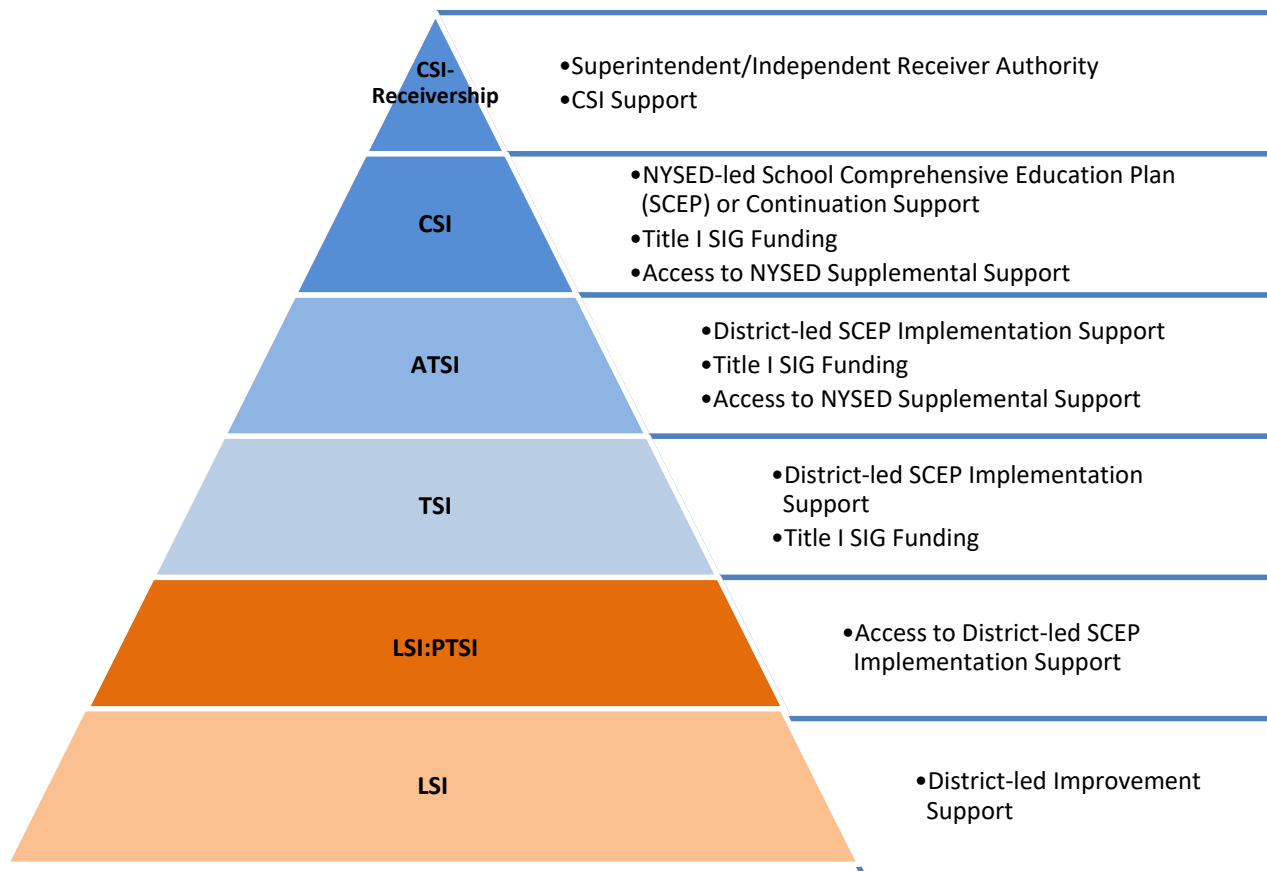 CSI-
Receivership
•Superintendent/Independent Receiver Authority
•CSI Support
CSI
•NYSED-led School Comprehensive Education Plan
(SCEP) or Continuation Support
•Title I SIG Funding
•Access to NYSED Supplemental Support
ATSI
•District-led SCEP Implementation Support
•Title I SIG Funding
•Access to NYSED Supplemental Support
TSI
•District-led SCEP Implementation
Support
•Title I SIG Funding
LSI:PTSI
•Access to District-led SCEP
Implementation Support
LSI
•District-led Improvement
Support